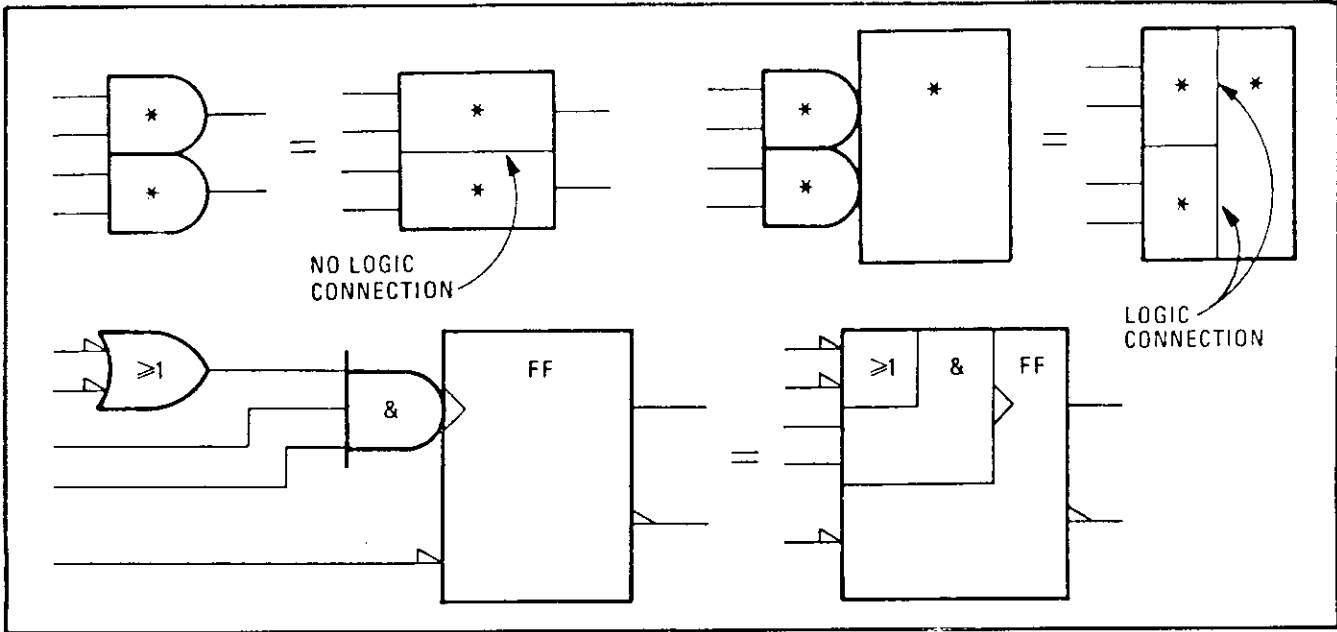 * * = * *
NO LOGIC
CONNECTION
* * * = * * *
LOGIC
CONNECTION
≥1 & FF = ≥1 & FF